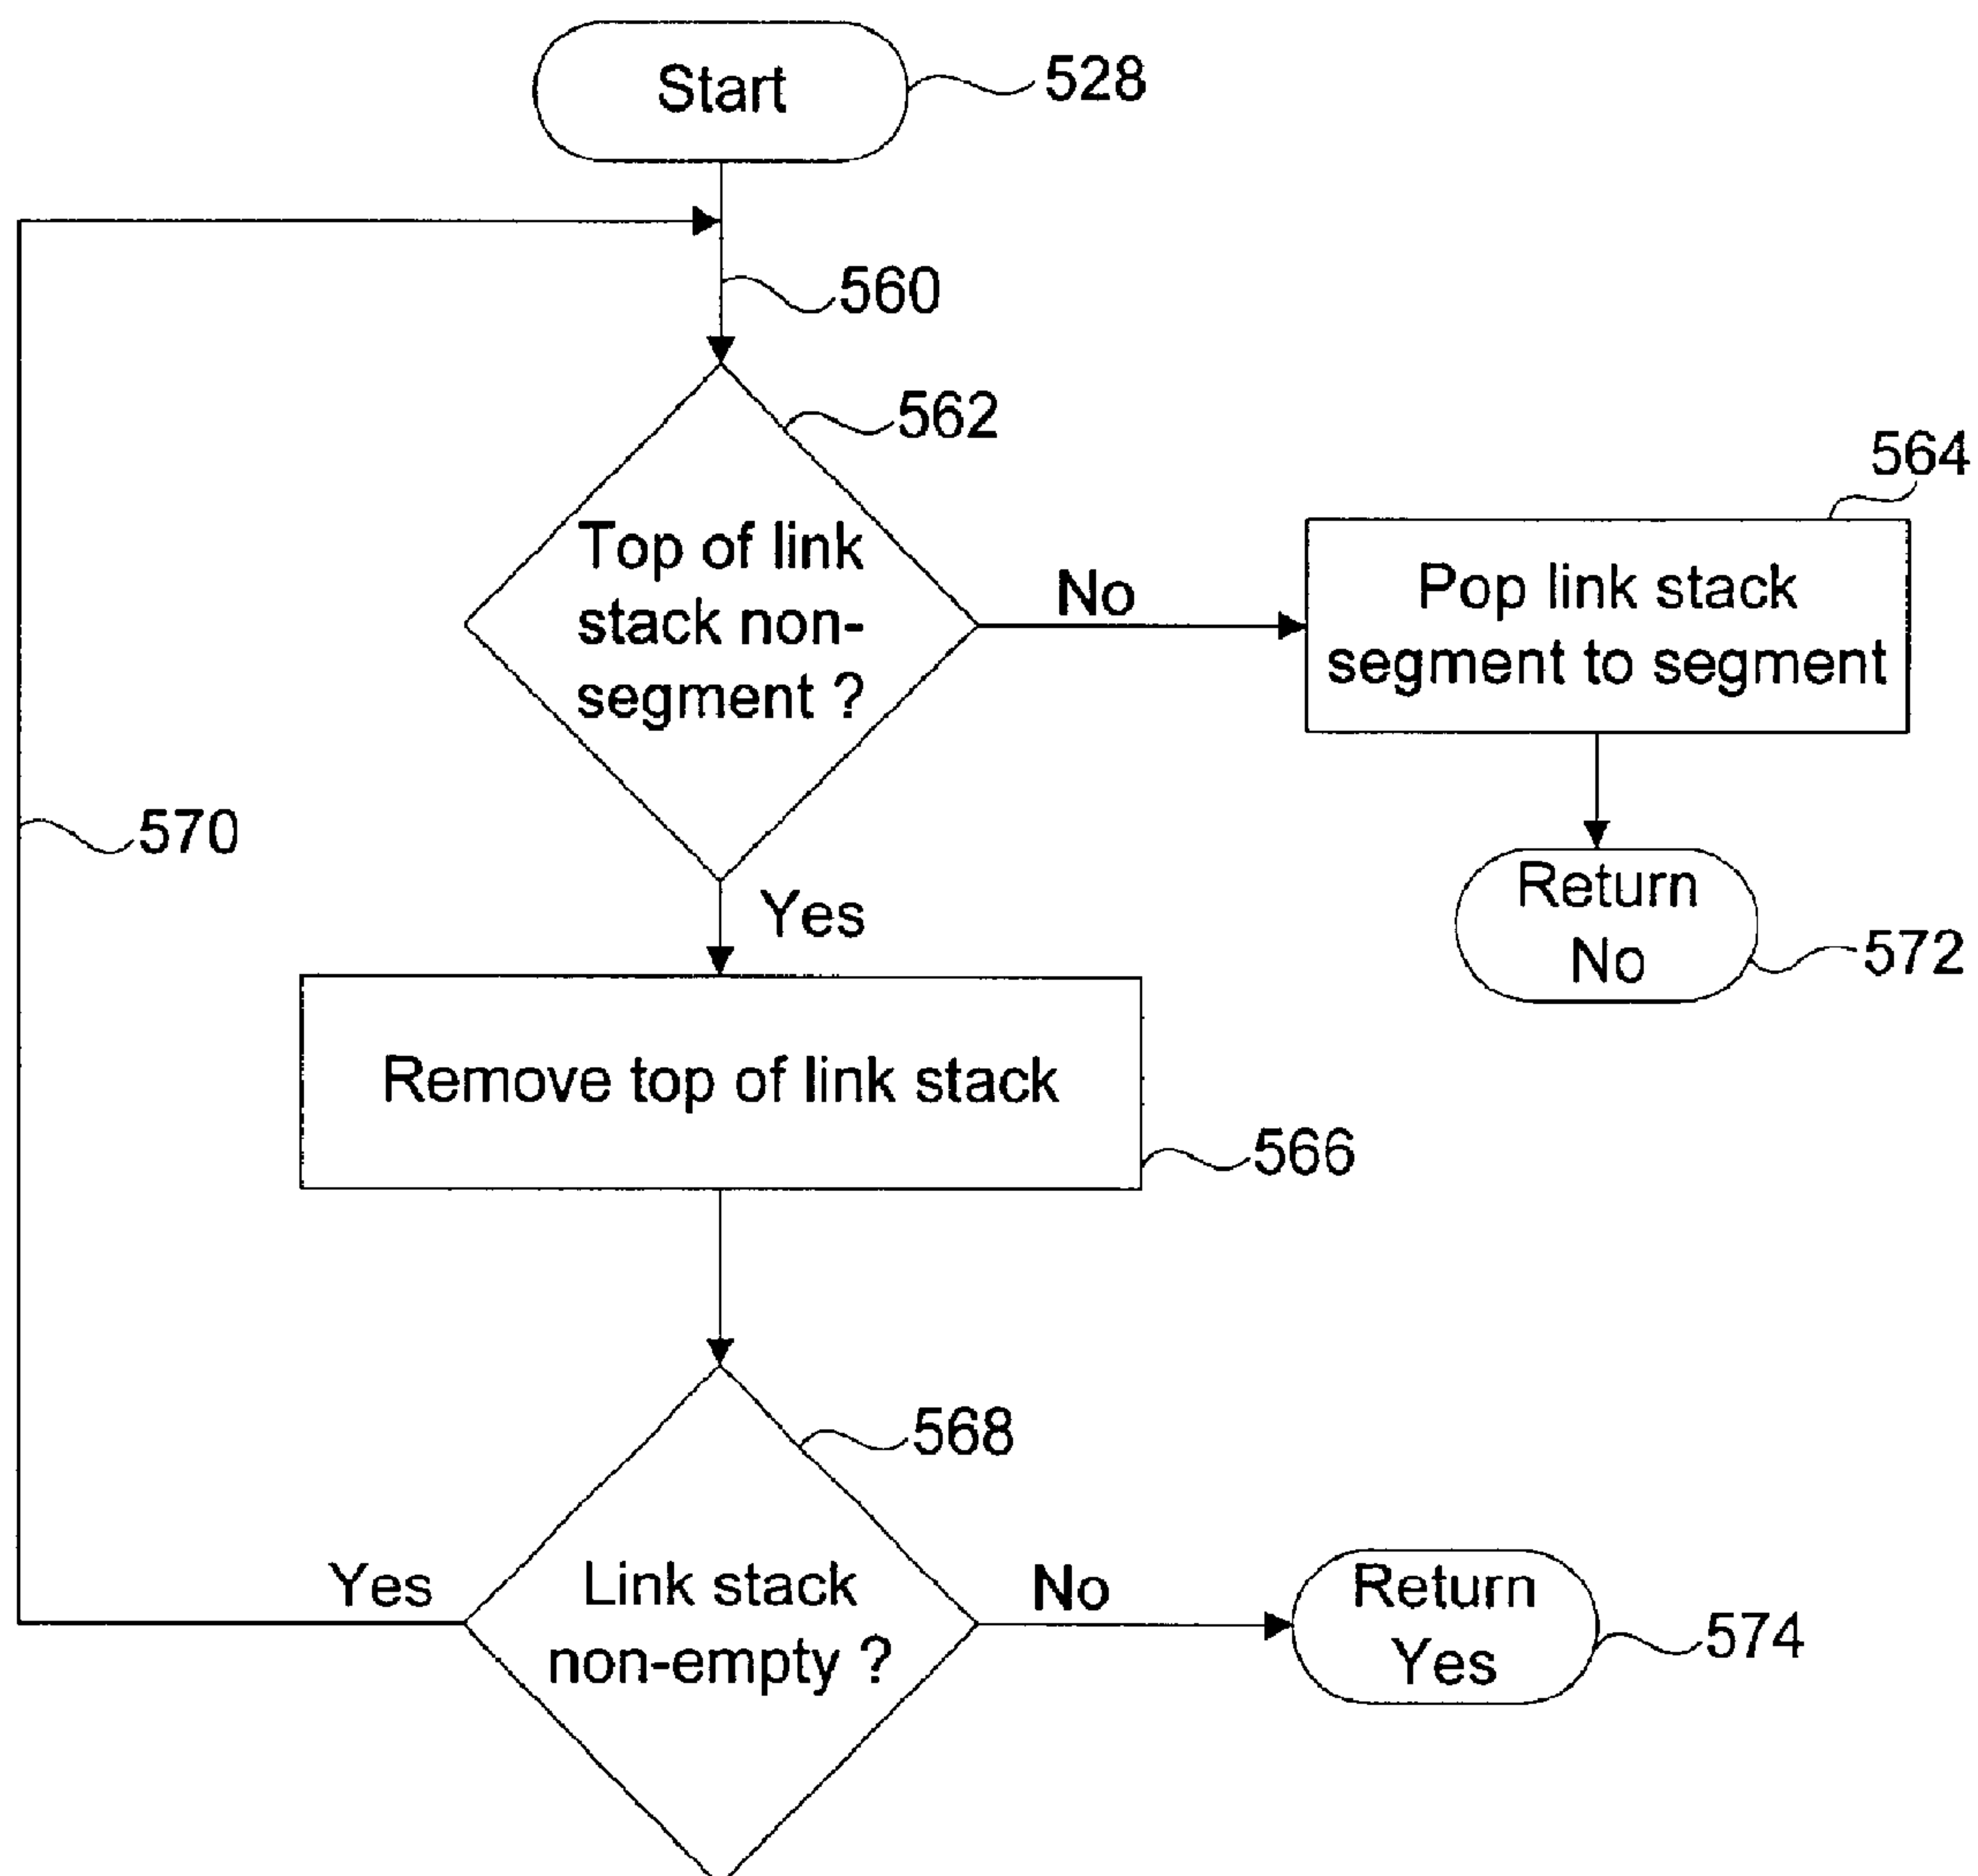 Start
528
560
562
Top of link
stack non-
segment ?
No
564
Pop link stack
segment to segment
570
Yes
Return
No
572
Remove top of link stack
566
568
Yes
Link stack
non-empty ?
No
Return
Yes
574